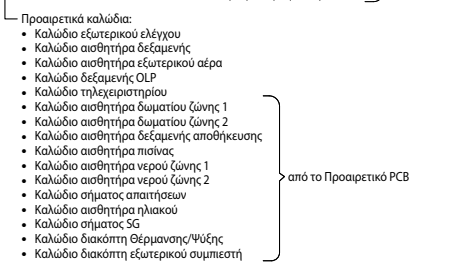 Προαιρετικά καλώδια:
• Καλώδιο εξωτερικού ελέγχου
• Καλώδιο αισθητήρα δεξαμενής
• Καλώδιο αισθητήρα εξωτερικού αέρα
• Καλώδιο δεξαμενής OLP
• Καλώδιο τηλεχειριστηρίου
• Καλώδιο αισθητήρα δωματίου ζώνης 1
• Καλώδιο αισθητήρα δωματίου ζώνης 2
• Καλώδιο αισθητήρα δεξαμενής αποθήκευσης
• Καλώδιο αισθητήρα πισίνας
• Καλώδιο αισθητήρα νερού ζώνης 1
• Καλώδιο αισθητήρα νερού ζώνης 2
• Καλώδιο σήματος απαιτήσεων
• Καλώδιο αισθητήρα ηλιακού
• Καλώδιο σήματος SG
• Καλώδιο διακόπτη Θέρμανσης/Ψύξης
• Καλώδιο διακόπτη εξωτερικού συμπιεστή
από το Προαιρετικό PCB